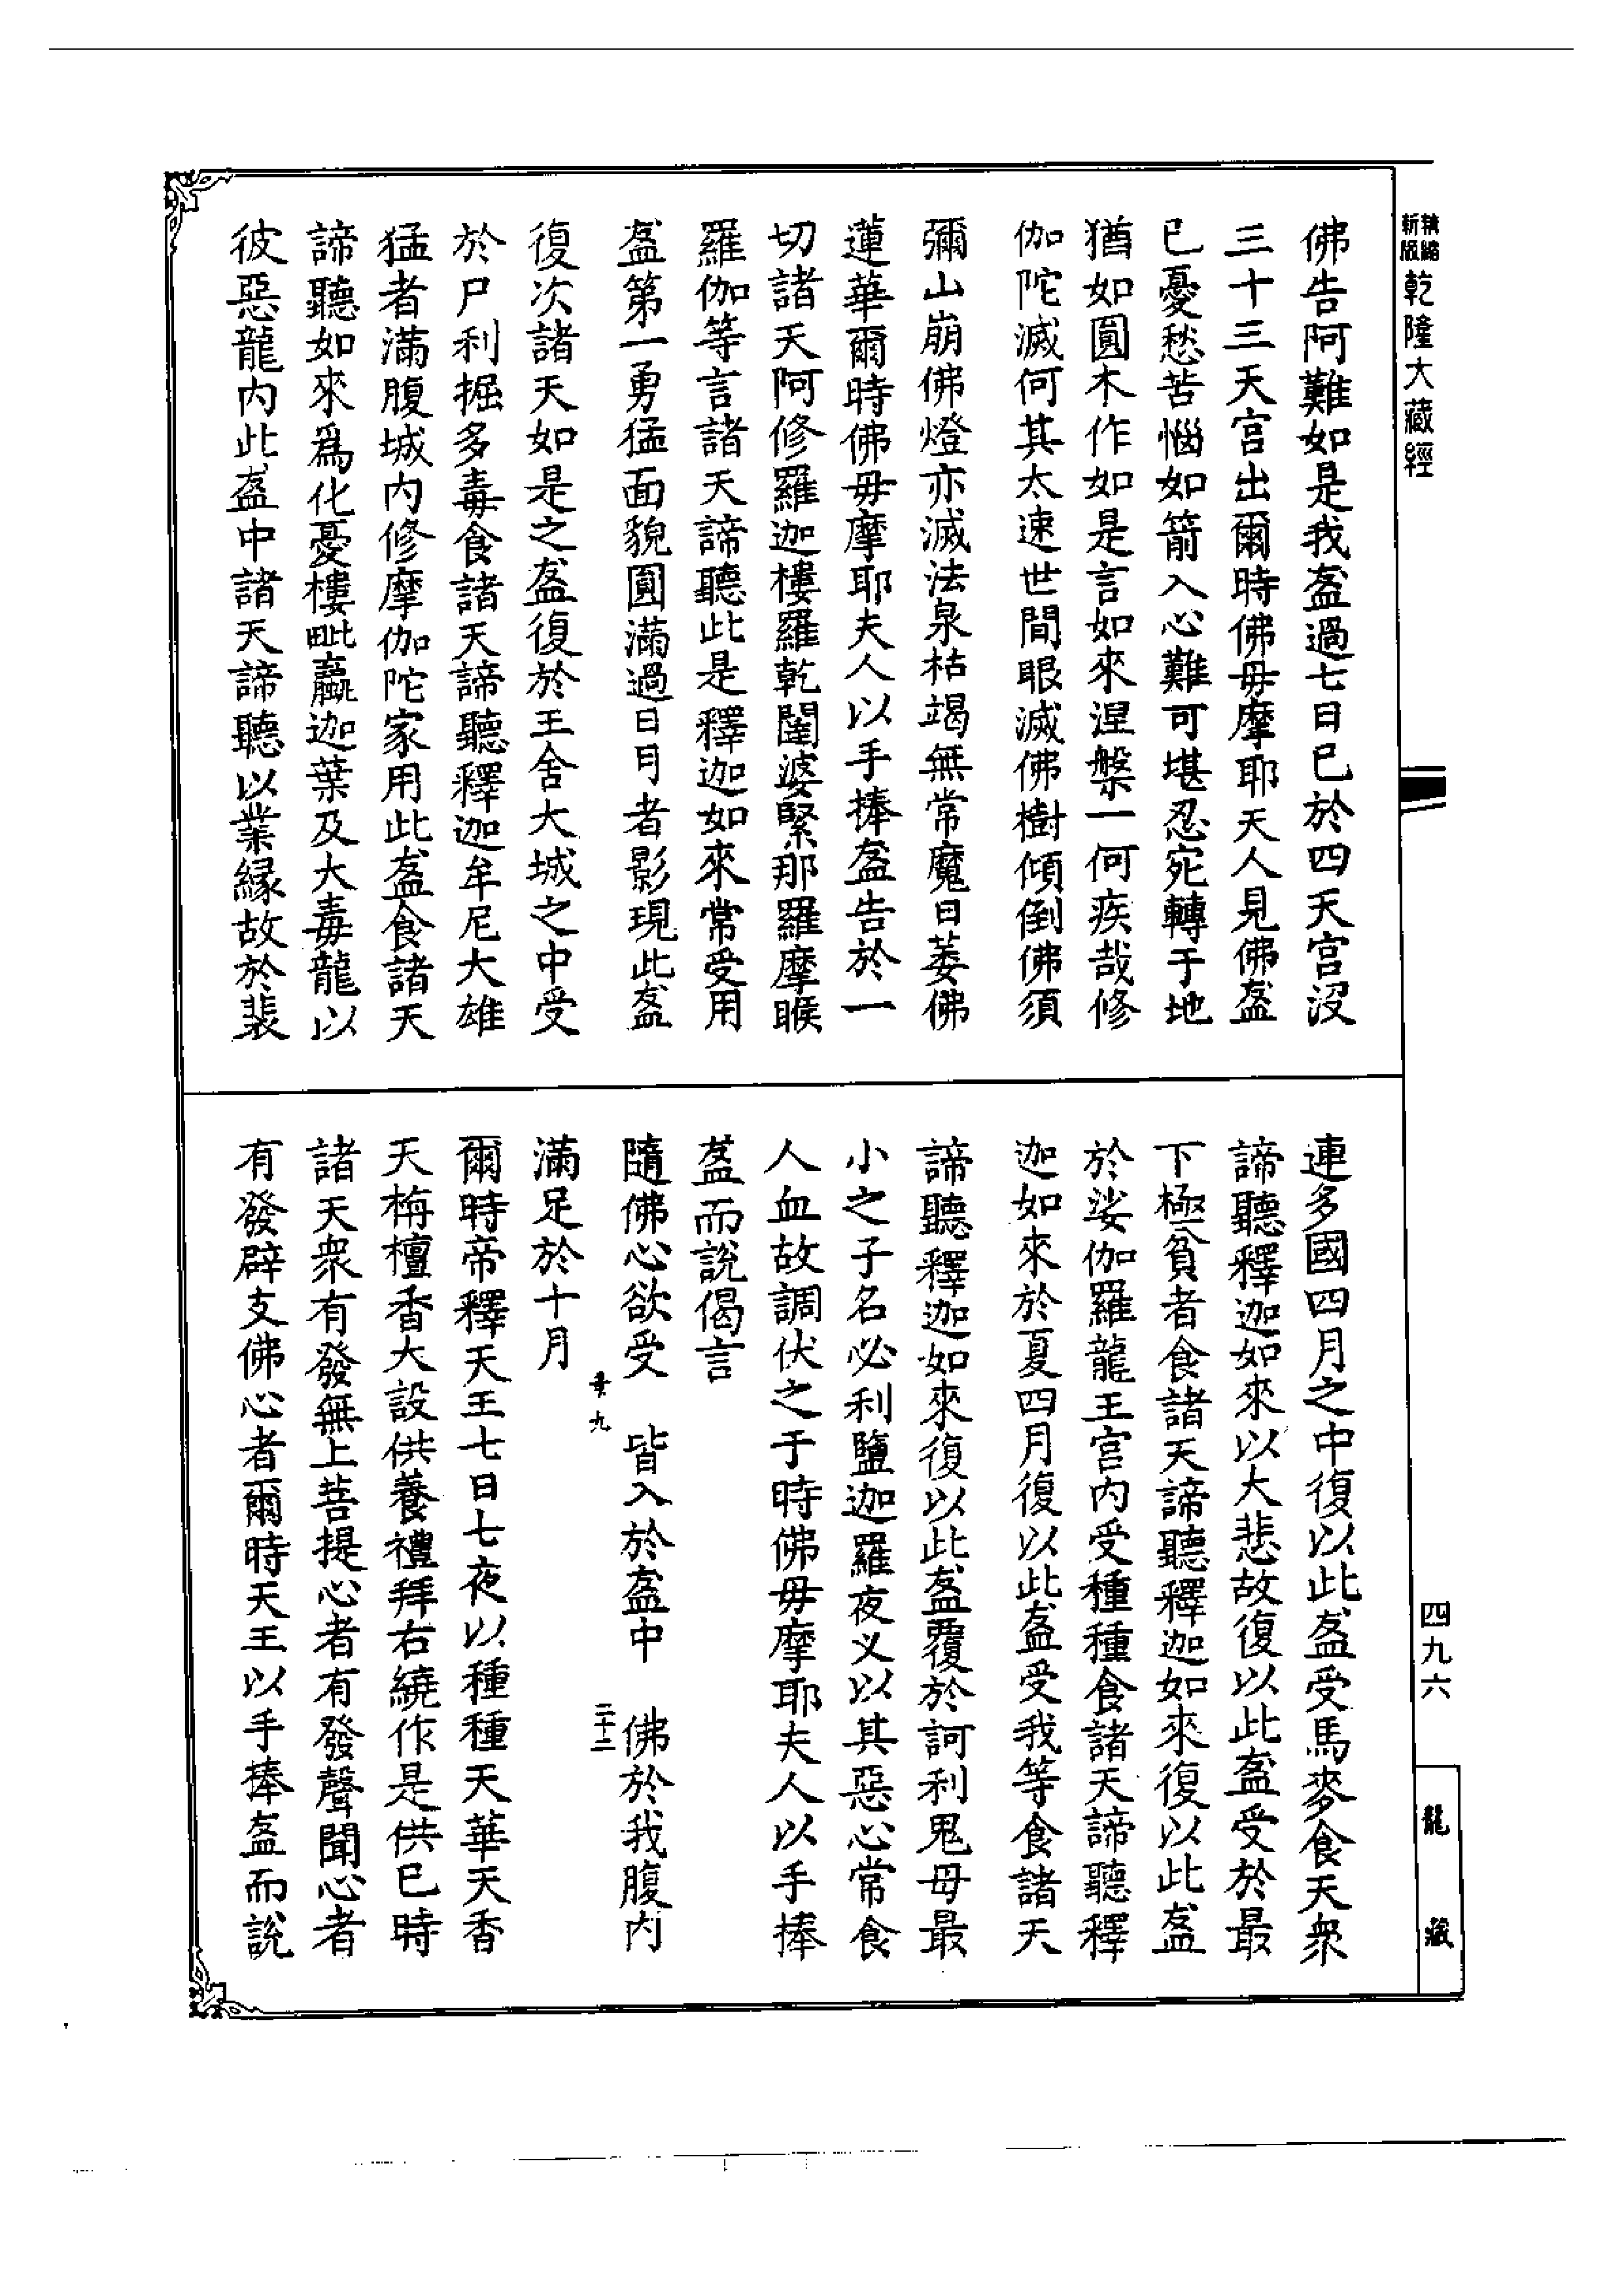 精縮
新版
乾隆大藏經
佛告阿難如是我盋過七日已於四天宮沒
三十三天宮出爾時佛毋摩耶天人見佛盋
已憂愁苦惱如箭入心難可堪忍宛轉于地
猶如圓木作如是言如來涅槃一何疾哉修
伽陀滅何其太速世間眼滅佛樹傾倒佛須
彌山崩佛燈亦滅法泉枯竭無常魔日萎佛
蓮華爾時佛毋摩耶夫人以手捧盋告於一
切諸天阿修羅迦樓羅乾闥婆緊那羅摩睺
羅伽等言諸天諦聽此是釋迦如來常受用
盋第一勇猛面貌圓滿過日月者影現此盋
復次諸天如是之盋復於王舍大城之中受
於尸利掘多毒食諸天諦聽釋迦牟尼大雄
猛者滿腹城內修摩伽陀家用此盋食諸天
諦聽如來爲化憂樓毗蠃迦葉及大毒龍以
彼惡龍內此盋中諸天諦聽以業緣故於裴
連多國四月之中復以此盋受馬麥食天衆
諦聽釋迦如來以大悲故復以此盋受於最
下極貧者食諸天諦聽釋迦如來復以此盋
於娑伽羅龍王宮內受種種食諸天諦聽釋
迦如來於夏四月復以此盋受我等食諸天
諦聽釋迦如來復以此盋覆於訶利鬼母最
小之子名必利鹽迦羅夜义以其惡心常食
人血故調伏之于時佛毋摩耶夫人以手捧
盋而說偈言
隨佛心欲受　皆入於盋中　佛於我腹內
滿足於十月
九
二十二
爾時帝釋天王七日七夜以種種天華天香
天栴檀香大設供養禮拜右繞作是供已時
諸天衆有發無上菩提心者有發聲聞心者
有發辟支佛心者爾時天王以手捧盋而說
四九六
龍藏